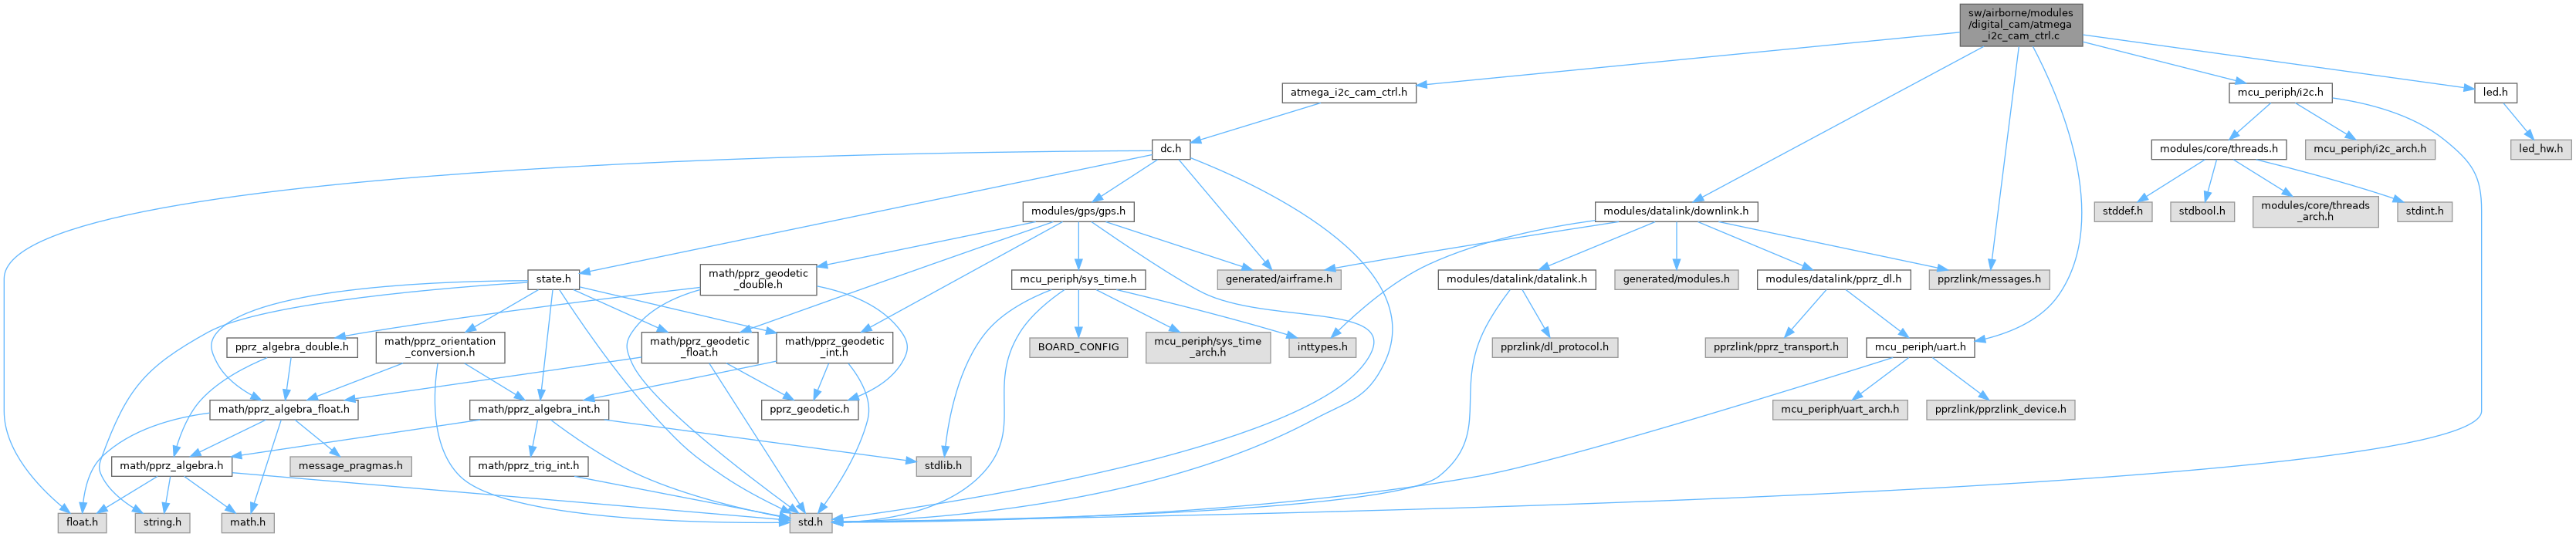 sw/airborne/modules
/digital_cam/atmega
_i2c_cam_ctrl.c
atmega_i2c_cam_ctrl.h
mcu_periph/i2c.h
led.h
dc.h
modules/core/threads.h
mcu_periph/i2c_arch.h
led_hw.h
modules/gps/gps.h
modules/datalink/downlink.h
stddef.h
stdbool.h
modules/core/threads
_arch.h
stdint.h
state.h
math/pprz_geodetic
_double.h
mcu_periph/sys_time.h
generated/airframe.h
modules/datalink/datalink.h
generated/modules.h
modules/datalink/pprz_dl.h
pprzlink/messages.h
pprz_algebra_double.h
math/pprz_orientation
_conversion.h
math/pprz_geodetic
_float.h
math/pprz_geodetic
_int.h
BOARD_CONFIG
mcu_periph/sys_time
_arch.h
inttypes.h
pprzlink/dl_protocol.h
pprzlink/pprz_transport.h
mcu_periph/uart.h
math/pprz_algebra_float.h
math/pprz_algebra_int.h
pprz_geodetic.h
mcu_periph/uart_arch.h
pprzlink/pprzlink_device.h
math/pprz_algebra.h
message_pragmas.h
math/pprz_trig_int.h
stdlib.h
float.h
string.h
math.h
std.h